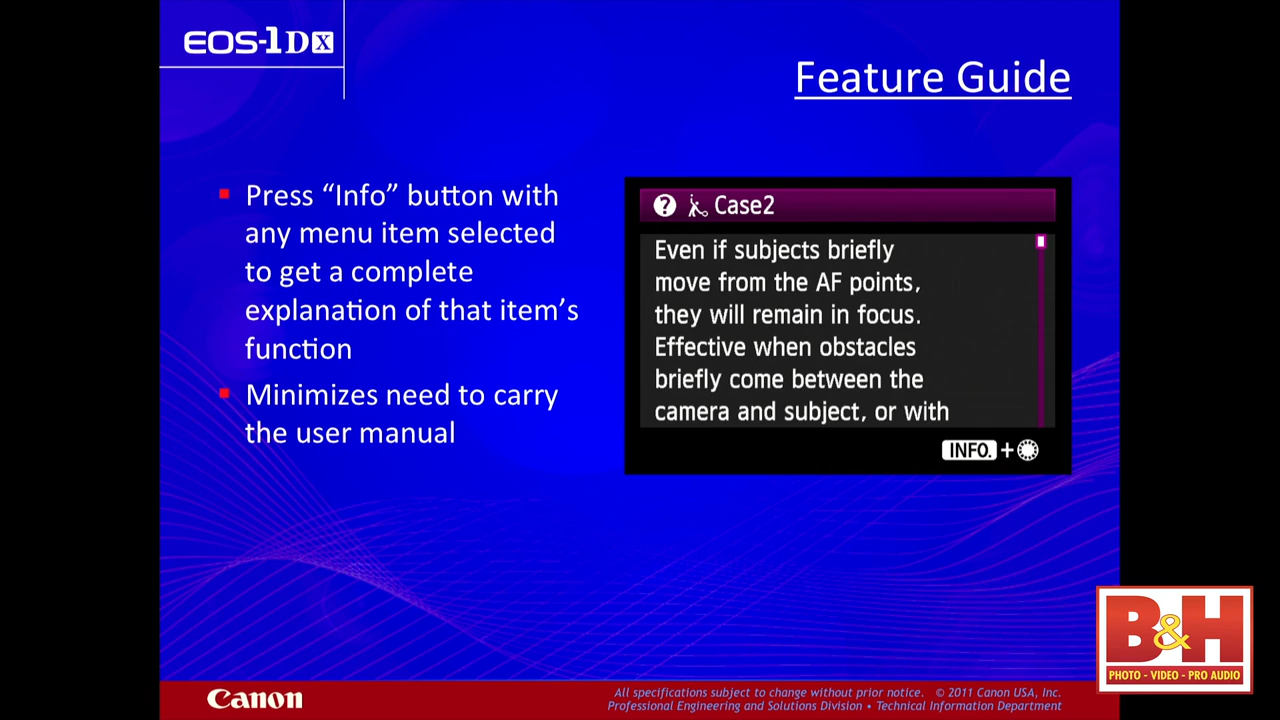 EOS-1D X
Feature Guide
Press “Info” button with
any menu item selected
to get a complete
explanation of that item’s
function
Minimizes need to carry
the user manual
? Case2
Even if subjects briefly
move from the AF points,
they will remain in focus.
Effective when obstacles
briefly come between the
camera and subject, or with
INFO. +
Canon
All specifications subject to change without prior notice. © 2011 Canon USA, Inc.
Professional Engineering and Solutions Division • Technical Information Department
B&H
PHOTO - VIDEO - PRO AUDIO